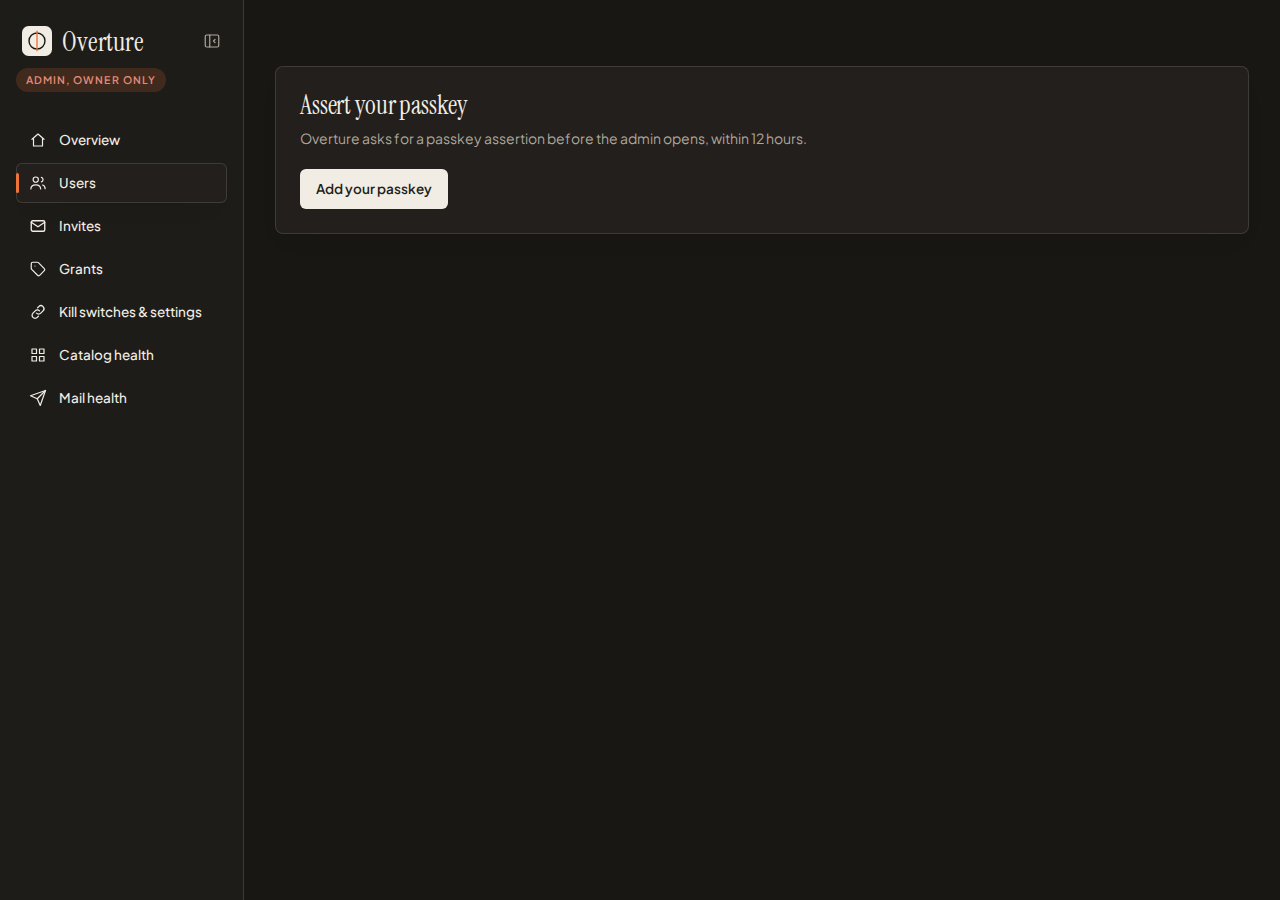 Overture
ADMIN, OWNER ONLY
Overview
Users
Invites
Grants
Kill switches & settings
Catalog health
Mail health
Assert your passkey
Overture asks for a passkey assertion before the admin opens, within 12 hours.
Add your passkey